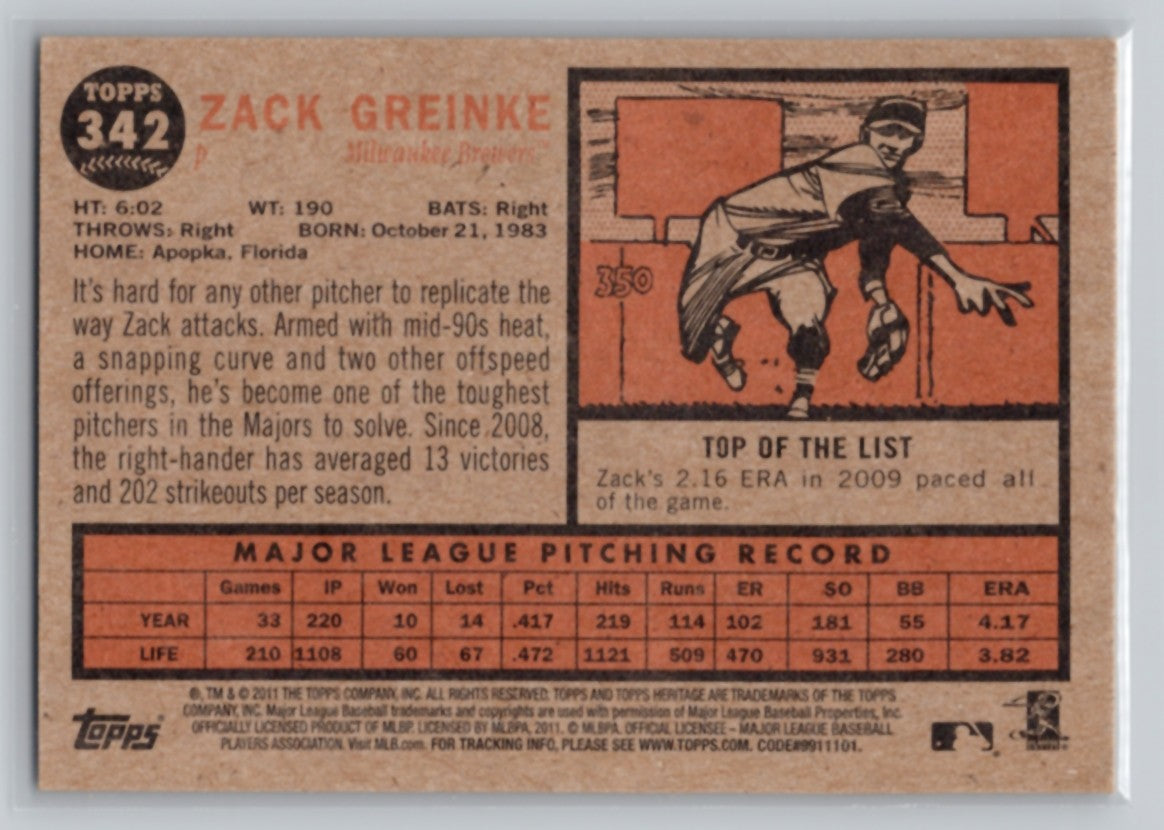 TOPPS
342
ZACK GREINKE
p. Milwaukee Brewers™
HT: 6:02 WT: 190 BATS: Right
THROWS: Right BORN: October 21, 1983
HOME: Apopka, Florida
It's hard for any other pitcher to replicate the
way Zack attacks. Armed with mid-90s heat,
a snapping curve and two other offspeed
offerings, he's become one of the toughest
pitchers in the Majors to solve. Since 2008,
the right-hander has averaged 13 victories
and 202 strikeouts per season.
350
TOP OF THE LIST
Zack's 2.16 ERA in 2009 paced all
of the game.
MAJOR LEAGUE PITCHING RECORD
Games IP Won Lost Pct Hits Runs ER SO BB ERA
YEAR 33 220 10 14 .417 219 114 102 181 55 4.17
LIFE 210 1108 60 67 .472 1121 509 470 931 280 3.82
®, TM & © 2011 THE TOPPS COMPANY, INC. ALL RIGHTS RESERVED. TOPPS AND TOPPS HERITAGE ARE TRADEMARKS OF THE TOPPS
COMPANY, INC. Major League Baseball trademarks and copyrights are used with permission of Major League Baseball Properties, Inc.
OFFICIALLY LICENSED PRODUCT OF MLBP. LICENSED BY MLBPA, 2011. © MLBPA. OFFICIAL LICENSEE – MAJOR LEAGUE BASEBALL
PLAYERS ASSOCIATION. Visit MLB.com. FOR TRACKING INFO, PLEASE SEE WWW.TOPPS.COM. CODE#9911101.
Topps